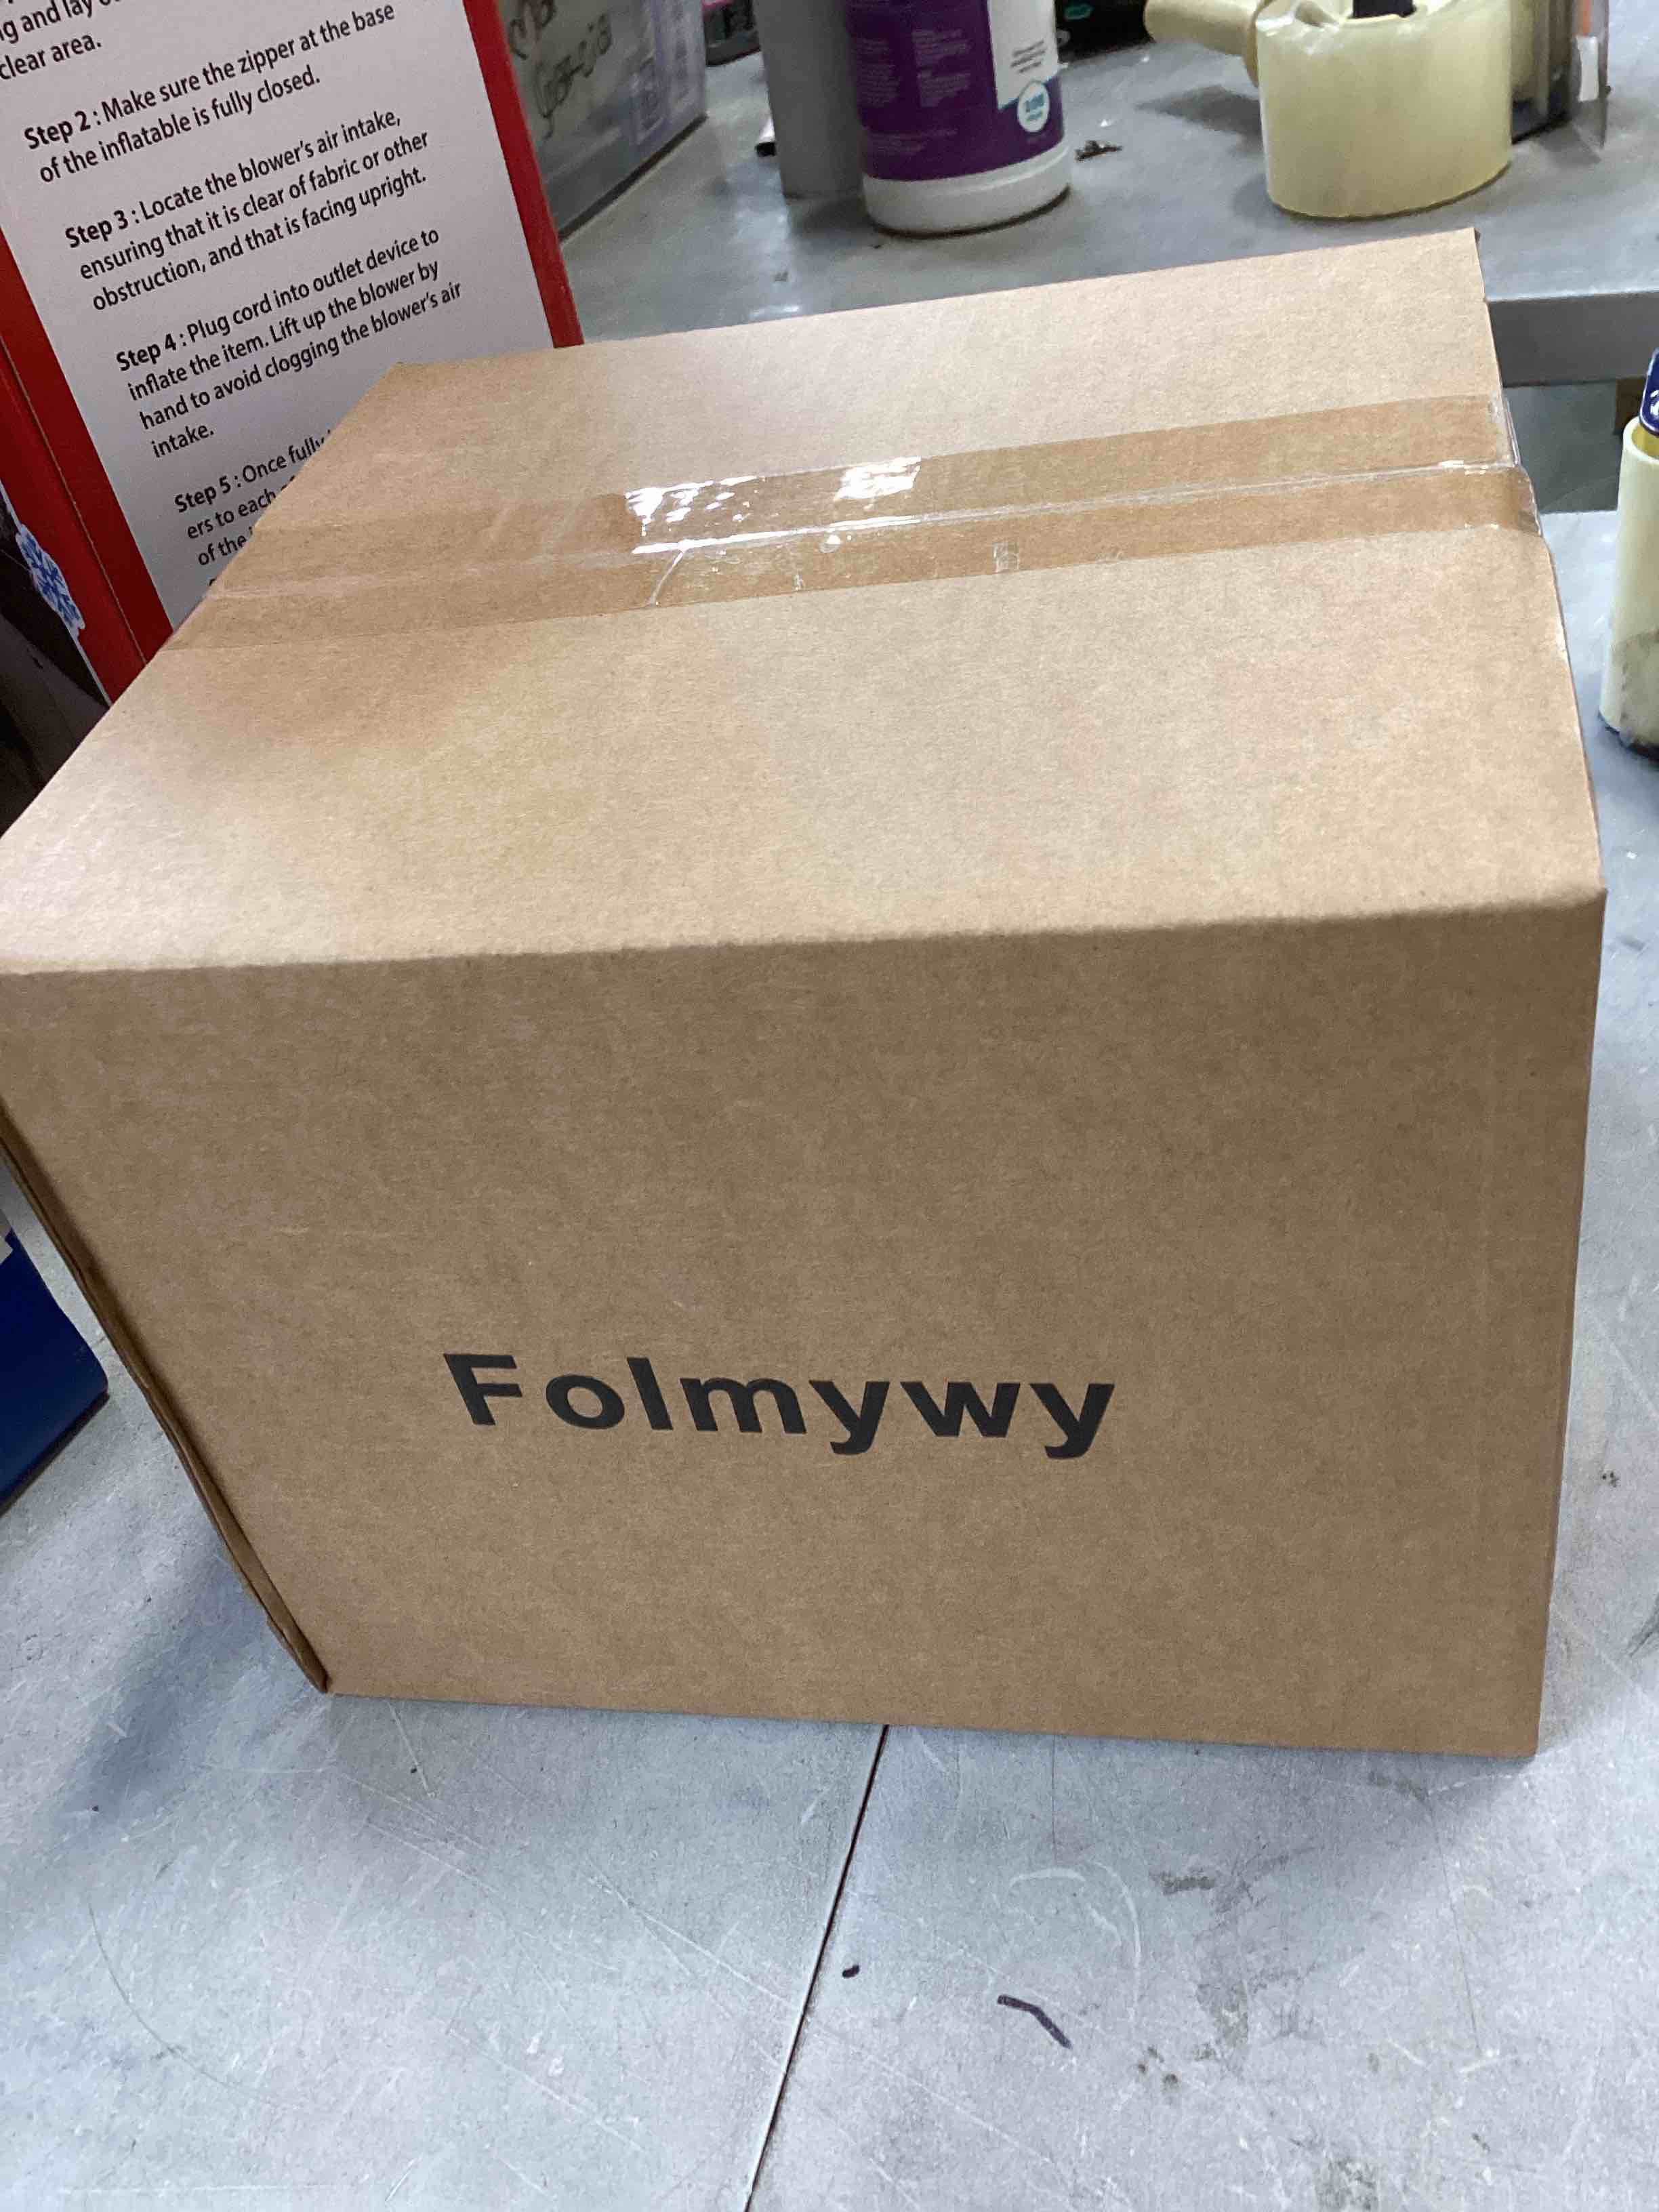 clear area.
Step 2 : Make sure the zipper at the base
of the inflatable is fully closed.
Step 3 : Locate the blower's air intake,
ensuring that it is clear of fabric or other
obstruction, and that is facing upright.
Step 4 : Plug cord into outlet device to
inflate the item. Lift up the blower by
hand to avoid clogging the blower's air
intake.
Step 5 : Once fully
ers to each
of the
Folmywy